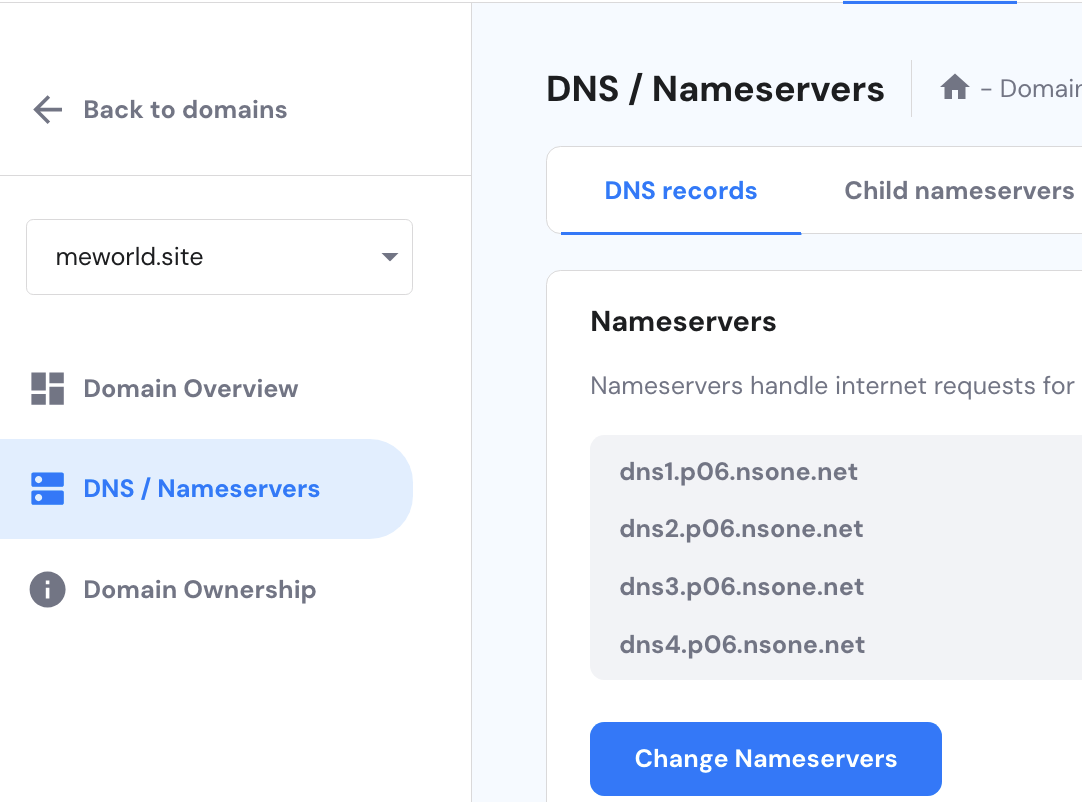 Back to domains
meworld.site
Domain Overview
DNS / Nameservers
Domain Ownership
DNS / Nameservers
–
DNS records
Child nameservers
Nameservers
Nameservers handle internet requests for
dns1.p06.nsone.net
dns2.p06.nsone.net
dns3.p06.nsone.net
dns4.p06.nsone.net
Change Nameservers